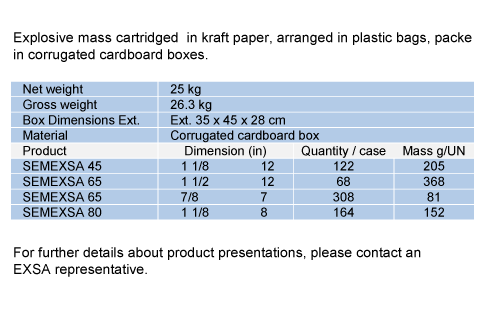 Explosive mass cartridged in kraft paper, arranged in plastic bags, packe
in corrugated cardboard boxes.
Net weight 25 kg
Gross weight 26.3 kg
Box Dimensions Ext. Ext. 35 x 45 x 28 cm
Material Corrugated cardboard box
Product Dimension (in) Quantity / case Mass g/UN
SEMEXSA 45 1 1/8 12 122 205
SEMEXSA 65 1 1/2 12 68 368
SEMEXSA 65 7/8 7 308 81
SEMEXSA 80 1 1/8 8 164 152
For further details about product presentations, please contact an
EXSA representative.